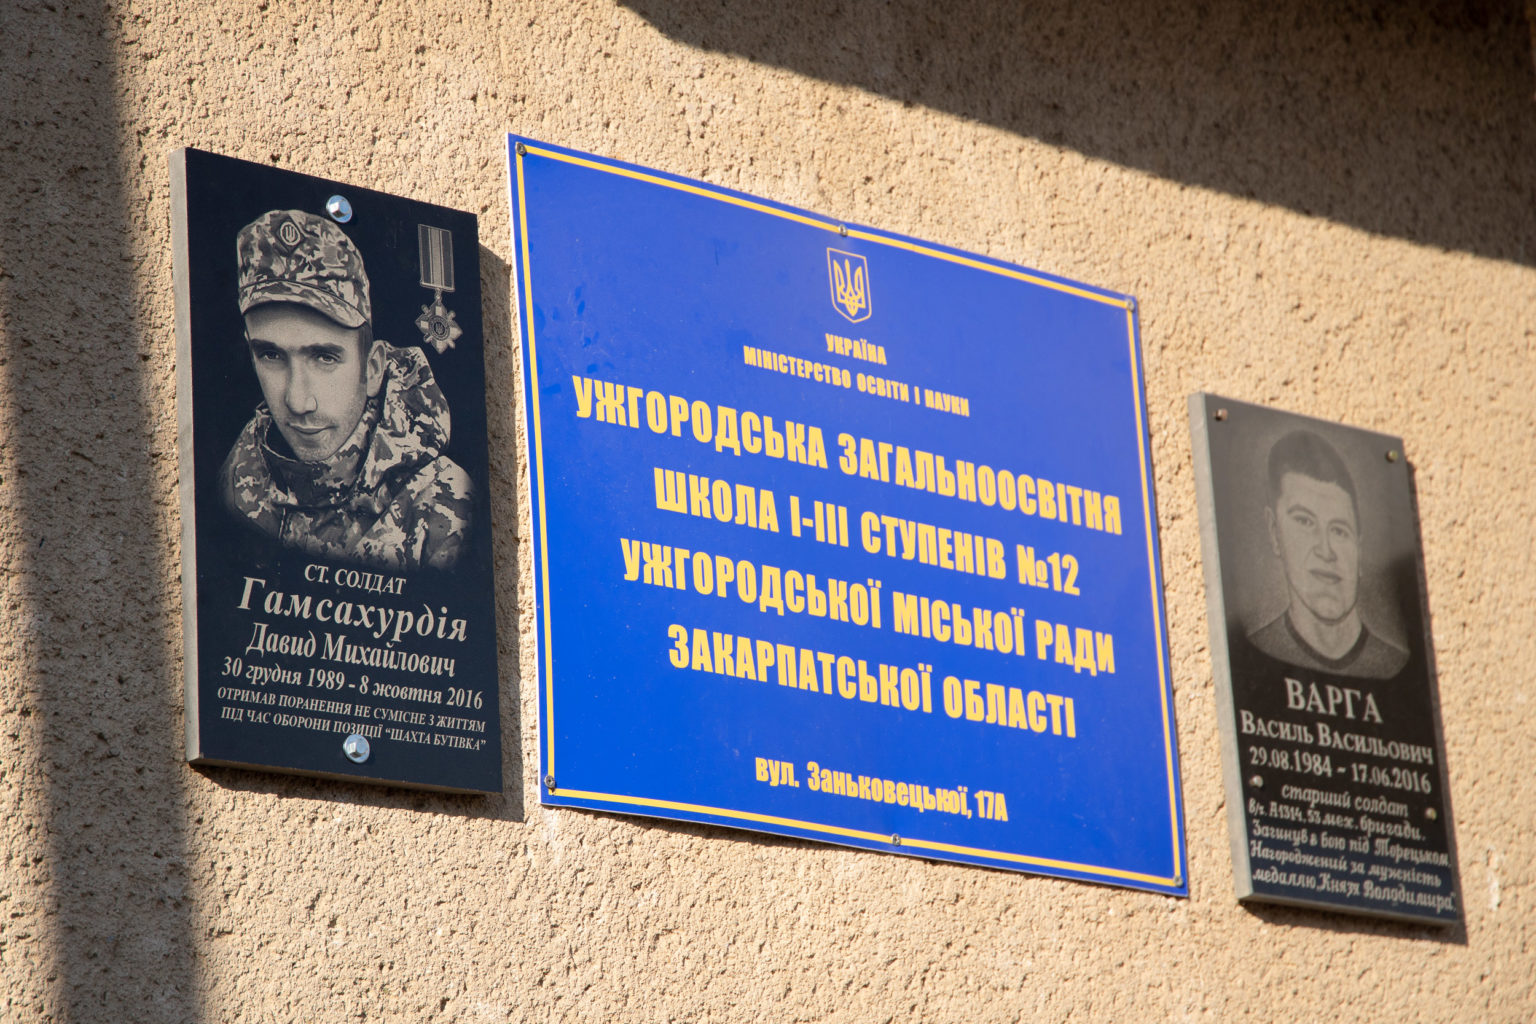 СТ. СОЛДАТ
Гамсахурдія
Давид Михайлович
30 грудня 1989 - 8 жовтня 2016
ОТРИМАВ ПОРАНЕННЯ НЕ СУМІСНЕ З ЖИТТЯМ
ПІД ЧАС ОБОРОНИ ПОЗИЦІЇ “ШАХТА БУТІВКА”
УКРАЇНА
МІНІСТЕРСТВО ОСВІТИ І НАУКИ
УЖГОРОДСЬКА ЗАГАЛЬНООСВІТНЯ
ШКОЛА І-ІІІ СТУПЕНІВ №12
УЖГОРОДСЬКОЇ МІСЬКОЇ РАДИ
ЗАКАРПАТСЬКОЇ ОБЛАСТІ
вул. Заньковецької, 17А
ВАРГА
Василь Васильович
29.08.1984 - 17.06.2016
старший солдат
в/ч. А1314, 53 мех. бригади.
Загинув в бою під Торецьком
Нагороджений за мужність
медаллю„Князя Володимира”.